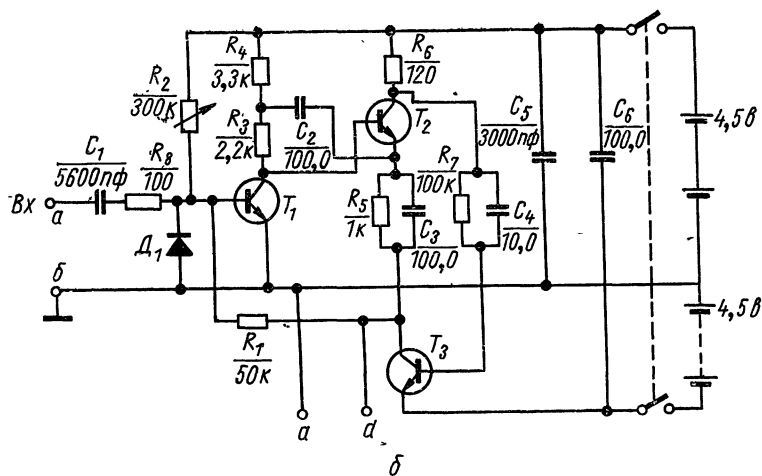 R4
3,3к
R6
120
R2
300к
C2
100,0
T2
C5
3000пф
C6
100,0
4,5в
R3
2,2к
C1
5600пф
R8
100
R7
100к
Вх
a
T1
R5
1к
C3
100,0
C4
10,0
Д1
б
4,5в
R1
50к
T3
a
d
б